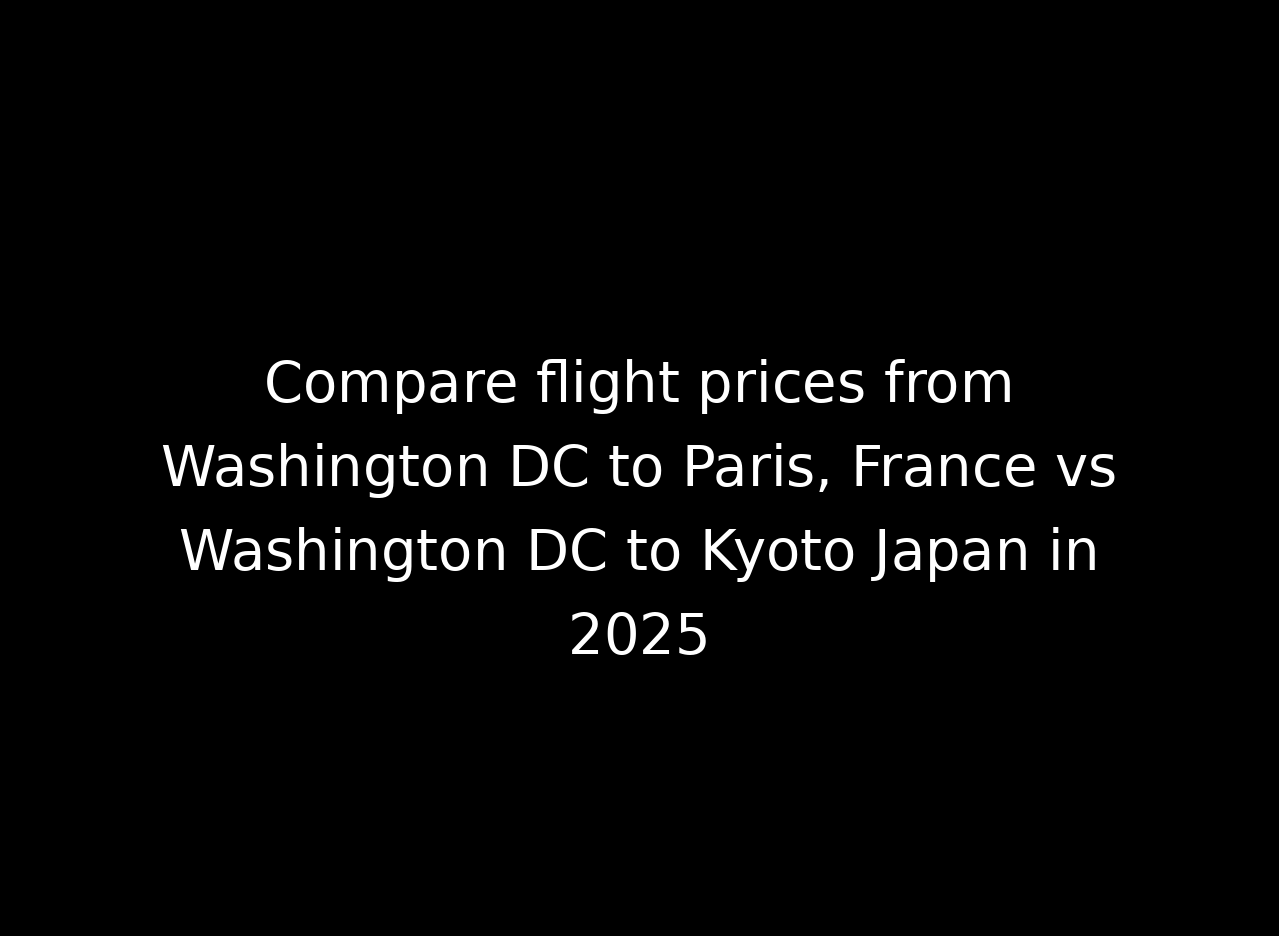 Compare flight prices from
Washington DC to Paris, France vs
Washington DC to Kyoto Japan in
2025